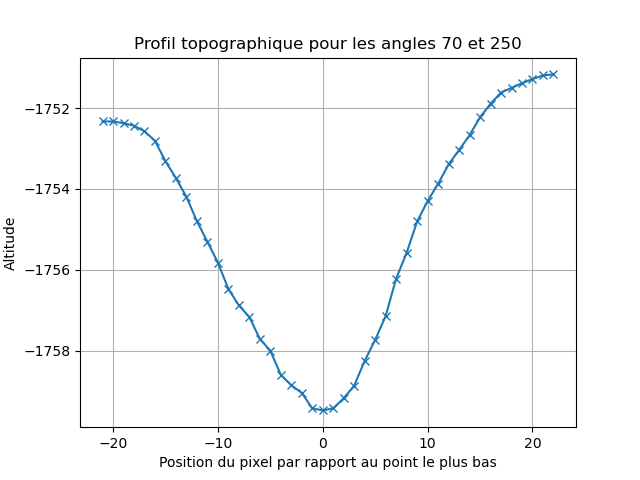 Profil topographique pour les angles 70 et 250
Altitude
−1752
−1754
−1756
−1758
−20 −10 0 10 20
Position du pixel par rapport au point le plus bas